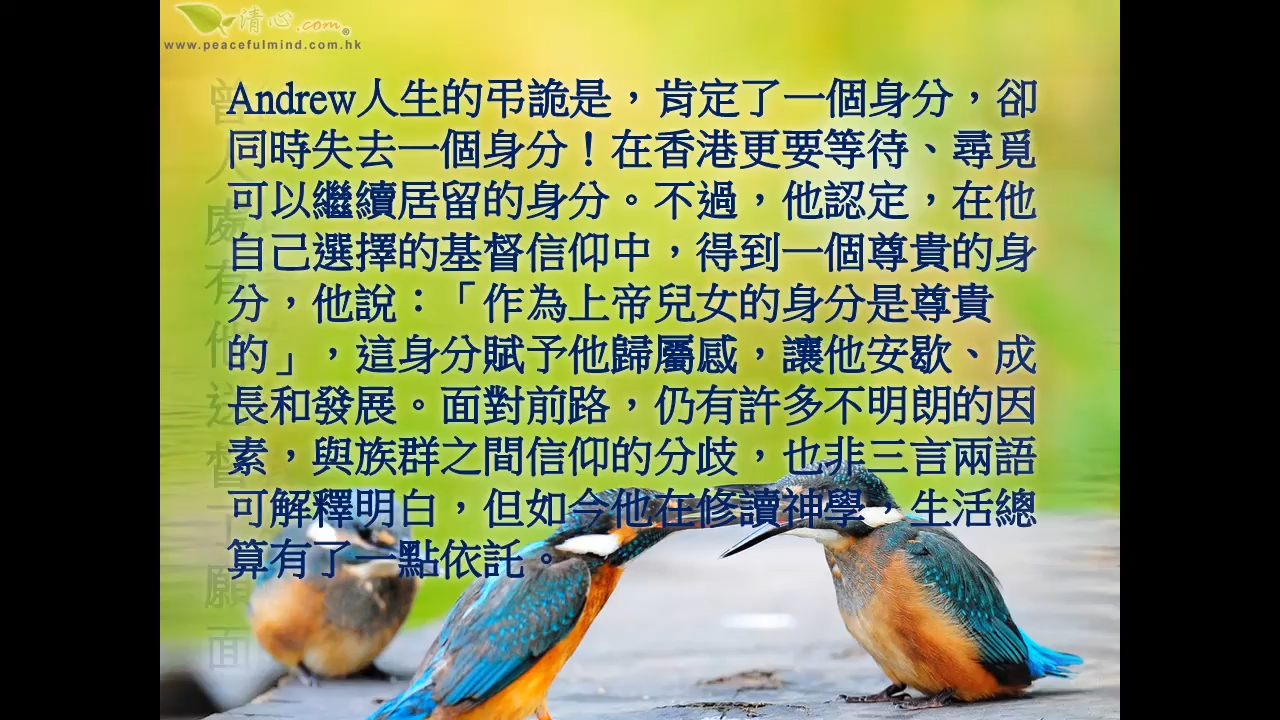 清心.com®
www.peacefulmind.com.hk
Andrew人生的弔詭是，肯定了一個身分，卻
同時失去一個身分！在香港更要等待、尋覓
可以繼續居留的身分。不過，他認定，在他
自己選擇的基督信仰中，得到一個尊貴的身
分，他說：「作為上帝兒女的身分是尊貴
的」，這身分賦予他歸屬感，讓他安歇、成
長和發展。面對前路，仍有許多不明朗的因
素，與族群之間信仰的分歧，也非三言兩語
可解釋明白，但如今他在修讀神學，生活總
算有了一點依託。